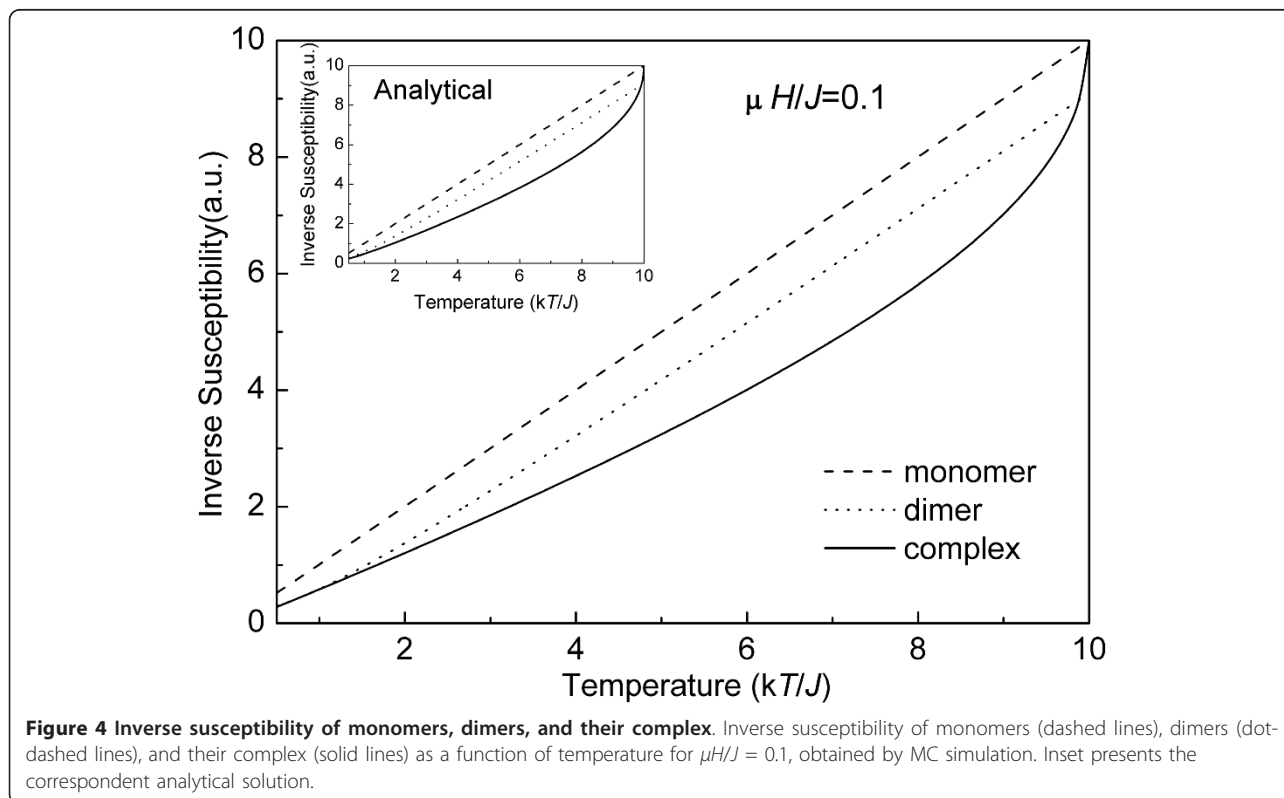 10
8
6
4
2
0
Inverse Susceptibility(a.u.)
10
8
6
4
2
0
Inverse Susceptibility(a.u.)
Analytical
2 4 6 8 10
Temperature (kT/J)
μ H/J=0.1
monomer
dimer
complex
2 4 6 8 10
Temperature (kT/J)
Figure 4 Inverse susceptibility of monomers, dimers, and their complex. Inverse susceptibility of monomers (dashed lines), dimers (dot-
dashed lines), and their complex (solid lines) as a function of temperature for μH/J = 0.1, obtained by MC simulation. Inset presents the
correspondent analytical solution.